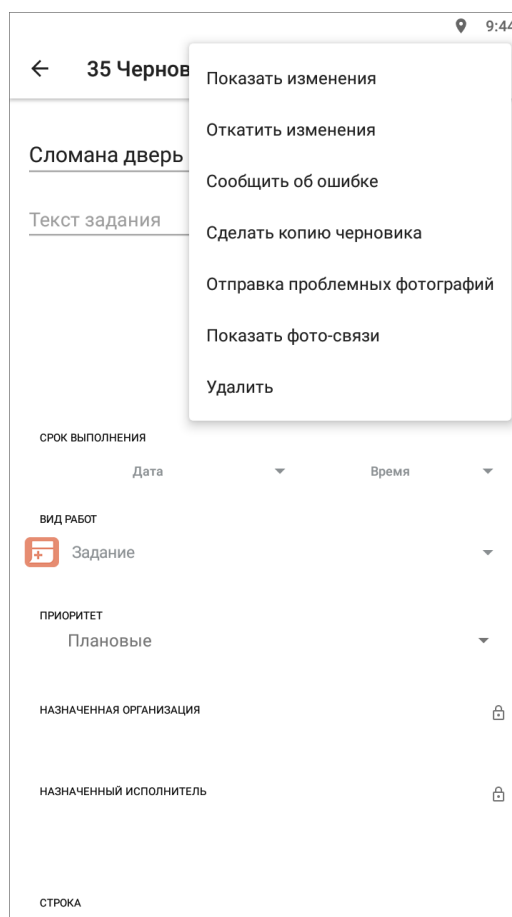 9:44
35 Чернов
Показать изменения
Откатить изменения
Сломана дверь
Сообщить об ошибке
Текст задания
Сделать копию черновика
Отправка проблемных фотографий
Показать фото-связи
Удалить
СРОК ВЫПОЛНЕНИЯ
Дата Время
ВИД РАБОТ
Задание
ПРИОРИТЕТ
Плановые
НАЗНАЧЕННАЯ ОРГАНИЗАЦИЯ
НАЗНАЧЕННЫЙ ИСПОЛНИТЕЛЬ
СТРОКА